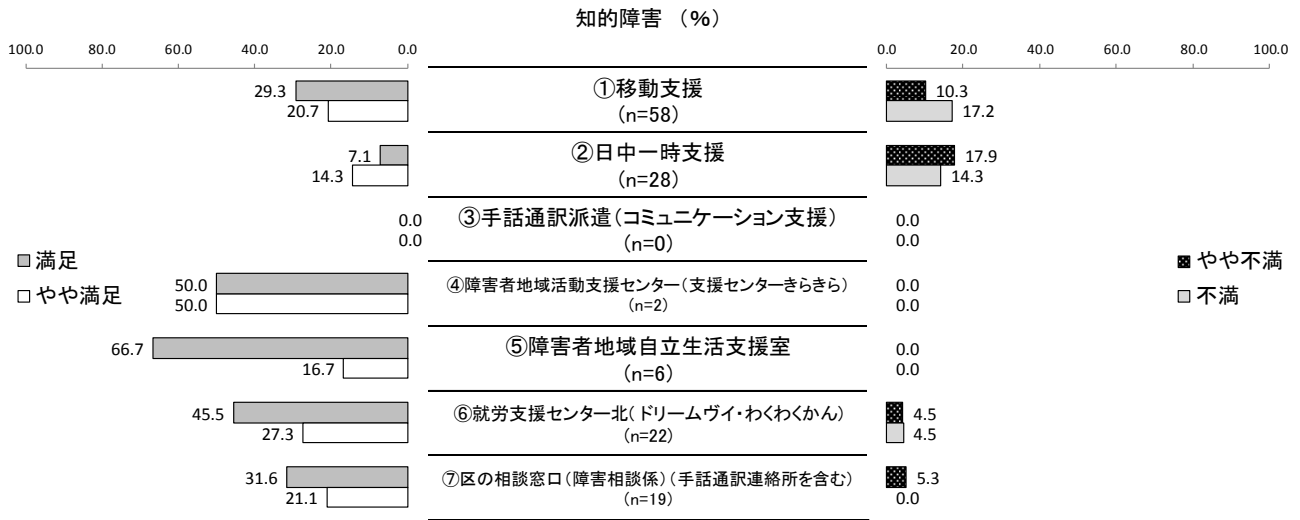 知的障害 （%）
100.0 80.0 60.0 40.0 20.0 0.0 0.0 20.0 40.0 60.0 80.0 100.0
29.3 ①移動支援 10.3
20.7 (n=58) 17.2
7.1 ②日中一時支援 17.9
14.3 (n=28) 14.3
0.0 ③手話通訳派遣（コミュニケーション支援） 0.0
0.0 (n=0) 0.0
満足 やや不満
50.0 ④障害者地域活動支援センター（支援センターきらきら） 0.0
やや満足 不満
50.0 (n=2) 0.0
66.7 ⑤障害者地域自立生活支援室 0.0
16.7 (n=6) 0.0
45.5 ⑥就労支援センター北（ドリームヴイ・わくわくかん） 4.5
27.3 (n=22) 4.5
31.6 ⑦区の相談窓口（障害相談係）（手話通訳連絡所を含む） 5.3
21.1 (n=19) 0.0